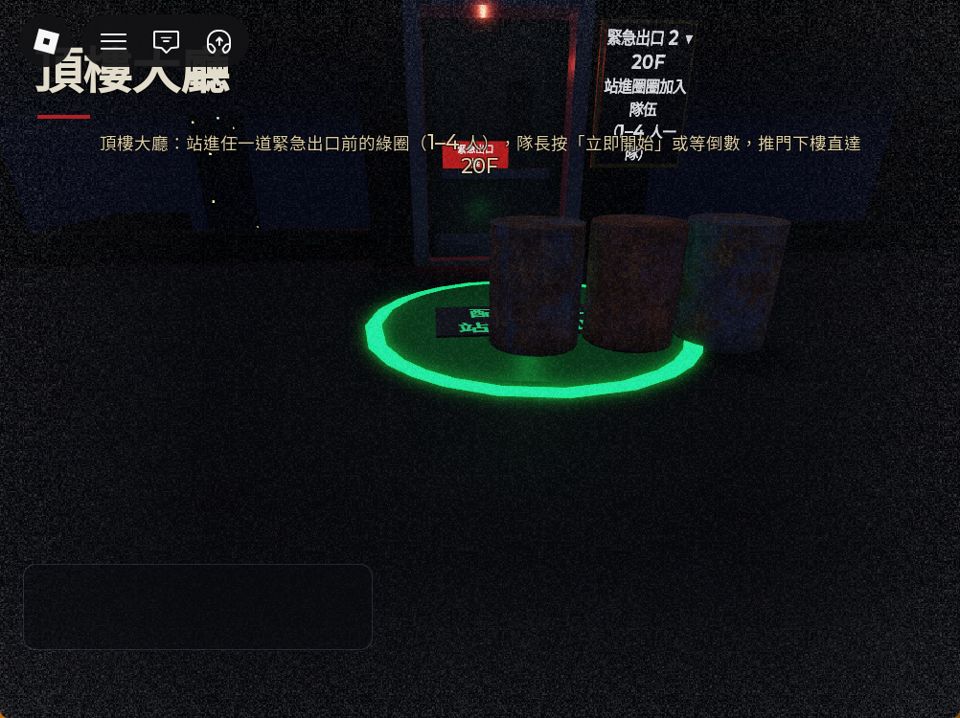 頂樓大廳
頂樓大廳：站進任一道緊急出口前的綠圈（1–4 人），隊長按「立即開始」或等倒數，推門下樓直達
20F
緊急出口 2 ▼
20F
站進圈圈加入
隊伍
(1–4 人一
隊)
緊急出口